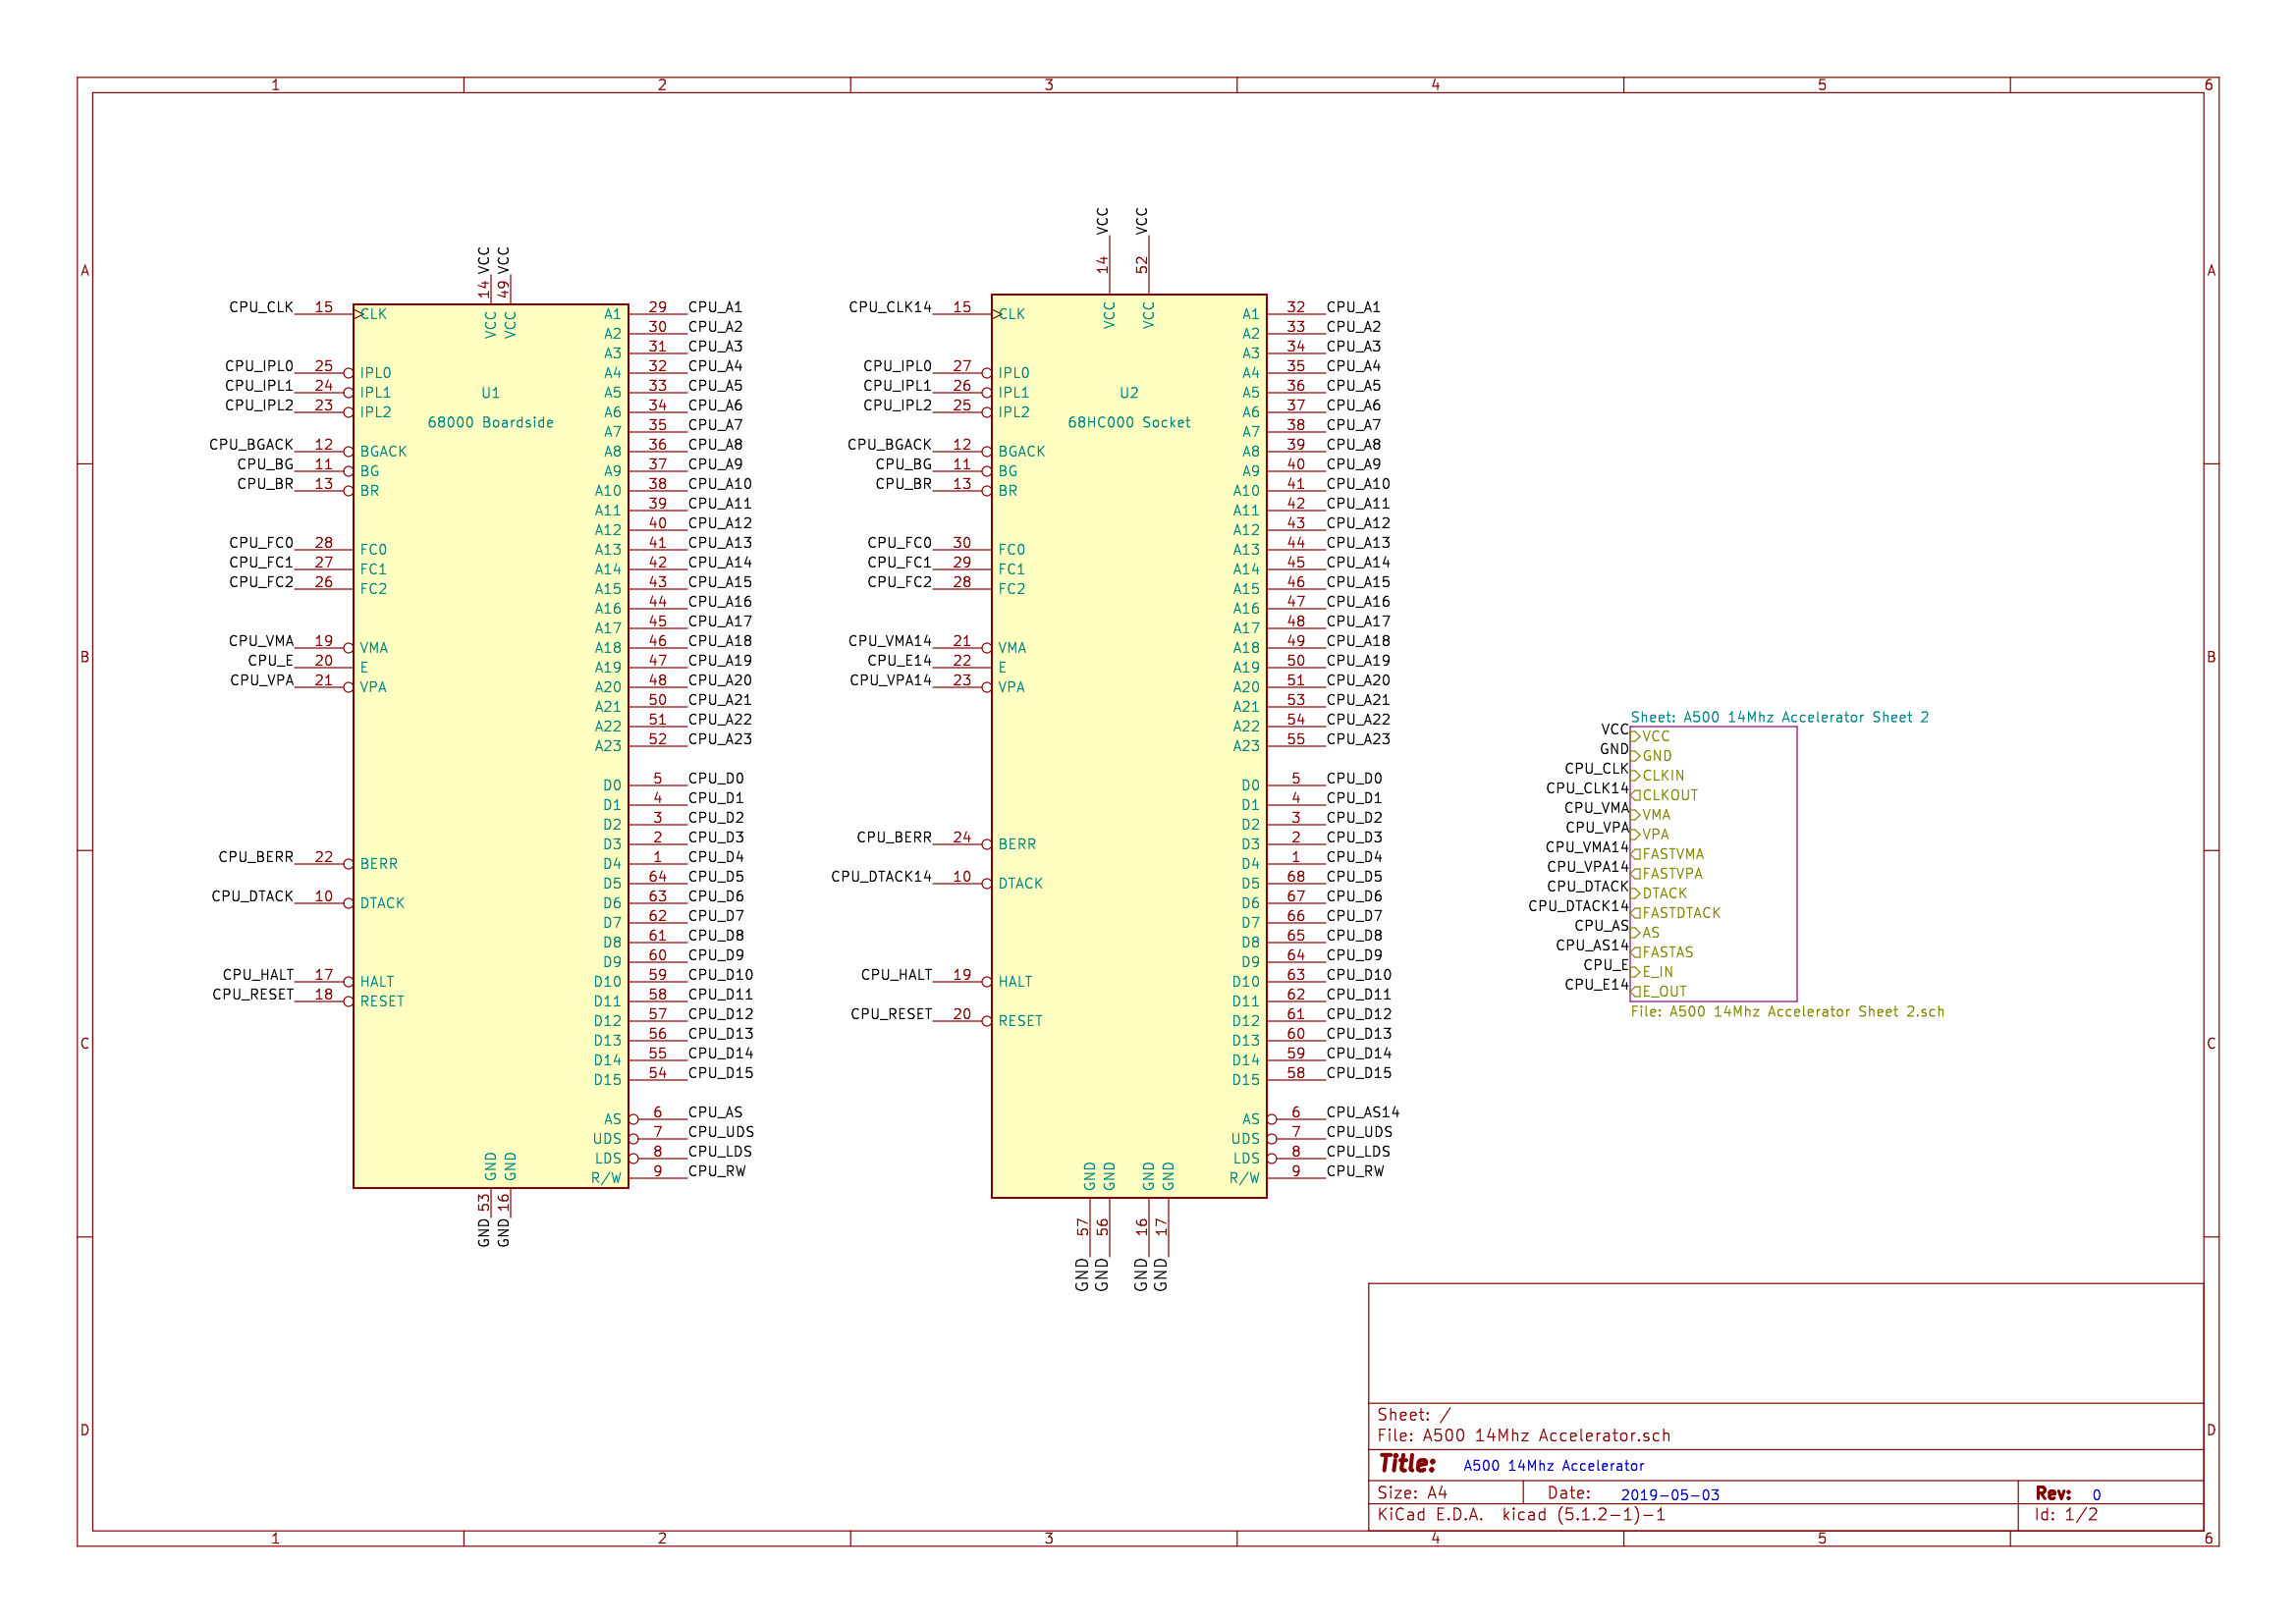 1 2 3 4 5 6
A A
B B
C C
D D
14 VCC
49 VCC
CPU_CLK 15 CLK
CPU_IPL0 25 IPL0
CPU_IPL1 24 IPL1
CPU_IPL2 23 IPL2
CPU_BGACK 12 BGACK
CPU_BG 11 BG
CPU_BR 13 BR
CPU_FC0 28 FC0
CPU_FC1 27 FC1
CPU_FC2 26 FC2
CPU_VMA 19 VMA
CPU_E 20 E
CPU_VPA 21 VPA
CPU_BERR 22 BERR
CPU_DTACK 10 DTACK
CPU_HALT 17 HALT
CPU_RESET 18 RESET
VCC VCC
U1
68000 Boardside
A1 29 CPU_A1
A2 30 CPU_A2
A3 31 CPU_A3
A4 32 CPU_A4
A5 33 CPU_A5
A6 34 CPU_A6
A7 35 CPU_A7
A8 36 CPU_A8
A9 37 CPU_A9
A10 38 CPU_A10
A11 39 CPU_A11
A12 40 CPU_A12
A13 41 CPU_A13
A14 42 CPU_A14
A15 43 CPU_A15
A16 44 CPU_A16
A17 45 CPU_A17
A18 46 CPU_A18
A19 47 CPU_A19
A20 48 CPU_A20
A21 50 CPU_A21
A22 51 CPU_A22
A23 52 CPU_A23
D0 5 CPU_D0
D1 4 CPU_D1
D2 3 CPU_D2
D3 2 CPU_D3
D4 1 CPU_D4
D5 64 CPU_D5
D6 63 CPU_D6
D7 62 CPU_D7
D8 61 CPU_D8
D9 60 CPU_D9
D10 59 CPU_D10
D11 58 CPU_D11
D12 57 CPU_D12
D13 56 CPU_D13
D14 55 CPU_D14
D15 54 CPU_D15
AS 6 CPU_AS
UDS 7 CPU_UDS
LDS 8 CPU_LDS
R/W 9 CPU_RW
GND GND
GND 53
GND 16
14 VCC
52 VCC
CPU_CLK14 15 CLK
CPU_IPL0 27 IPL0
CPU_IPL1 26 IPL1
CPU_IPL2 25 IPL2
CPU_BGACK 12 BGACK
CPU_BG 11 BG
CPU_BR 13 BR
CPU_FC0 30 FC0
CPU_FC1 29 FC1
CPU_FC2 28 FC2
CPU_VMA14 21 VMA
CPU_E14 22 E
CPU_VPA14 23 VPA
CPU_BERR 24 BERR
CPU_DTACK14 10 DTACK
CPU_HALT 19 HALT
CPU_RESET 20 RESET
VCC VCC
U2
68HC000 Socket
A1 32 CPU_A1
A2 33 CPU_A2
A3 34 CPU_A3
A4 35 CPU_A4
A5 36 CPU_A5
A6 37 CPU_A6
A7 38 CPU_A7
A8 39 CPU_A8
A9 40 CPU_A9
A10 41 CPU_A10
A11 42 CPU_A11
A12 43 CPU_A12
A13 44 CPU_A13
A14 45 CPU_A14
A15 46 CPU_A15
A16 47 CPU_A16
A17 48 CPU_A17
A18 49 CPU_A18
A19 50 CPU_A19
A20 51 CPU_A20
A21 53 CPU_A21
A22 54 CPU_A22
A23 55 CPU_A23
D0 5 CPU_D0
D1 4 CPU_D1
D2 3 CPU_D2
D3 2 CPU_D3
D4 1 CPU_D4
D5 68 CPU_D5
D6 67 CPU_D6
D7 66 CPU_D7
D8 65 CPU_D8
D9 64 CPU_D9
D10 63 CPU_D10
D11 62 CPU_D11
D12 61 CPU_D12
D13 60 CPU_D13
D14 59 CPU_D14
D15 58 CPU_D15
AS 6 CPU_AS14
UDS 7 CPU_UDS
LDS 8 CPU_LDS
R/W 9 CPU_RW
GND GND GND GND
GND 57
GND 56
GND 16
GND 17
Sheet: A500 14Mhz Accelerator Sheet 2
VCC VCC
GND GND
CPU_CLK CLKIN
CPU_CLK14 CLKOUT
CPU_VMA VMA
CPU_VPA VPA
CPU_VMA14 FASTVMA
CPU_VPA14 FASTVPA
CPU_DTACK DTACK
CPU_DTACK14 FASTDTACK
CPU_AS AS
CPU_AS14 FASTAS
CPU_E E_IN
CPU_E14 E_OUT
File: A500 14Mhz Accelerator Sheet 2.sch
Sheet: /
File: A500 14Mhz Accelerator.sch
Title: A500 14Mhz Accelerator
Size: A4 Date: 2019-05-03 Rev: 0
KiCad E.D.A. kicad (5.1.2-1)-1 Id: 1/2
1 2 3 4 5 6